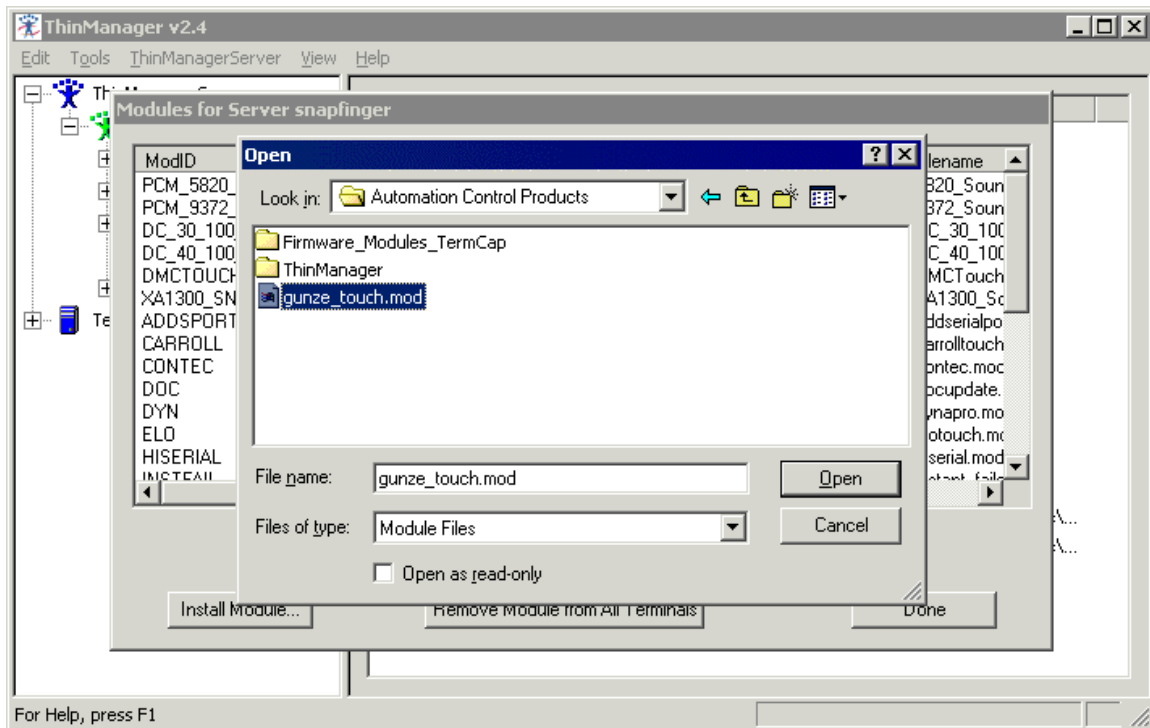 ThinManager v2.4
Edit Tools ThinManagerServer View Help
Modules for Server snapfinger
ModID
PCM_5820_
PCM_9372_
DC_30_100
DC_40_100
DMCTOUCH
XA1300_SN
ADDSPORT
CARROLL
CONTEC
DOC
DYN
ELO
HISERIAL
Open
Look in: Automation Control Products
Firmware_Modules_TermCap
ThinManager
gunze_touch.mod
File name: gunze_touch.mod
Open
Files of type: Module Files
Cancel
Open as read-only
lename
820_Soun
372_Soun
C_30_100
C_40_100
MCTouch
A1300_So
ddserialpo
arrolltouch
ontec.moc
ocupdate.
ynapro.mo
otouch.mo
serial.mod
Te
\...
\...
Install Module...
Remove Module from All Terminals
Done
For Help, press F1